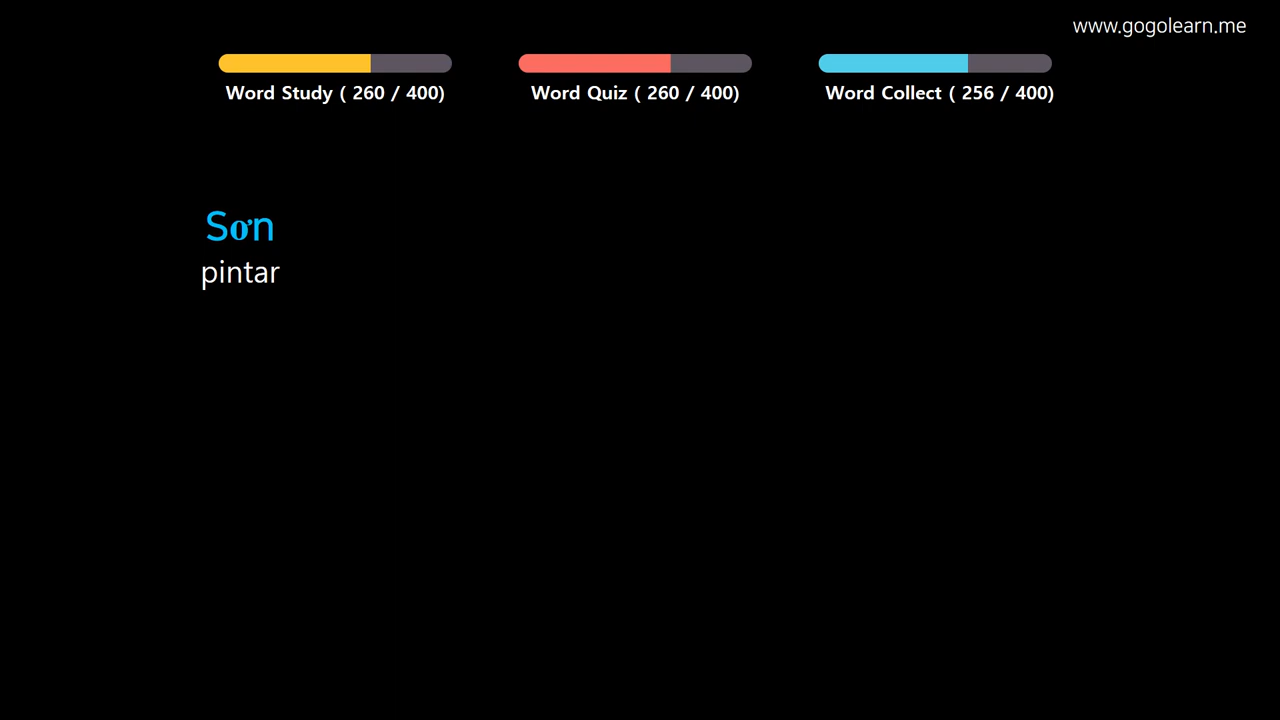 www.gogolearn.me
Word Study ( 260 / 400)
Word Quiz ( 260 / 400)
Word Collect ( 256 / 400)
Sơn
pintar